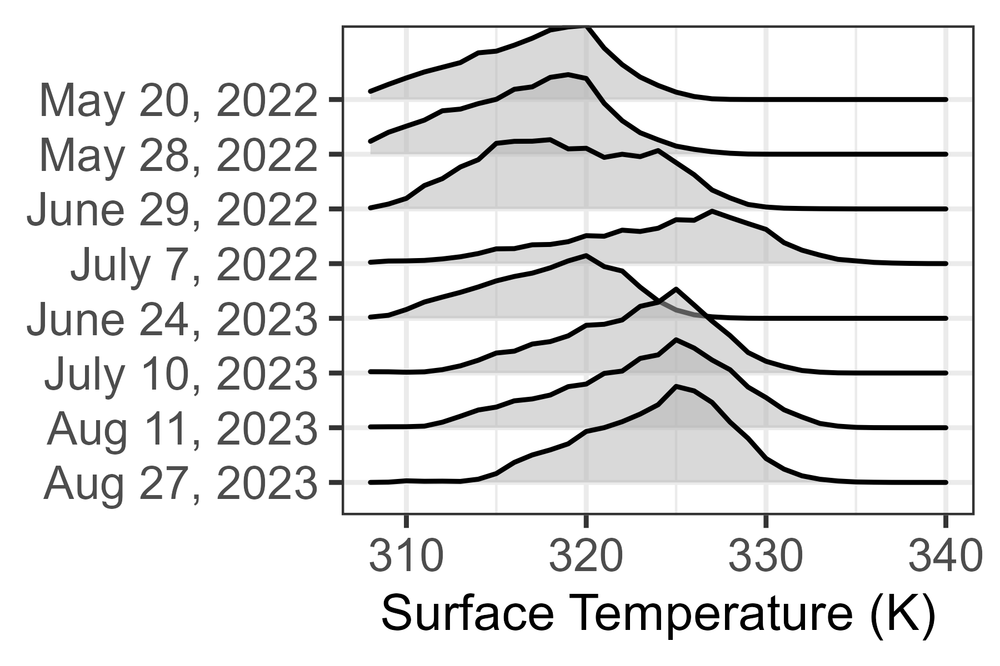 May 20, 2022
May 28, 2022
June 29, 2022
July 7, 2022
June 24, 2023
July 10, 2023
Aug 11, 2023
Aug 27, 2023
310 320 330 340
Surface Temperature (K)